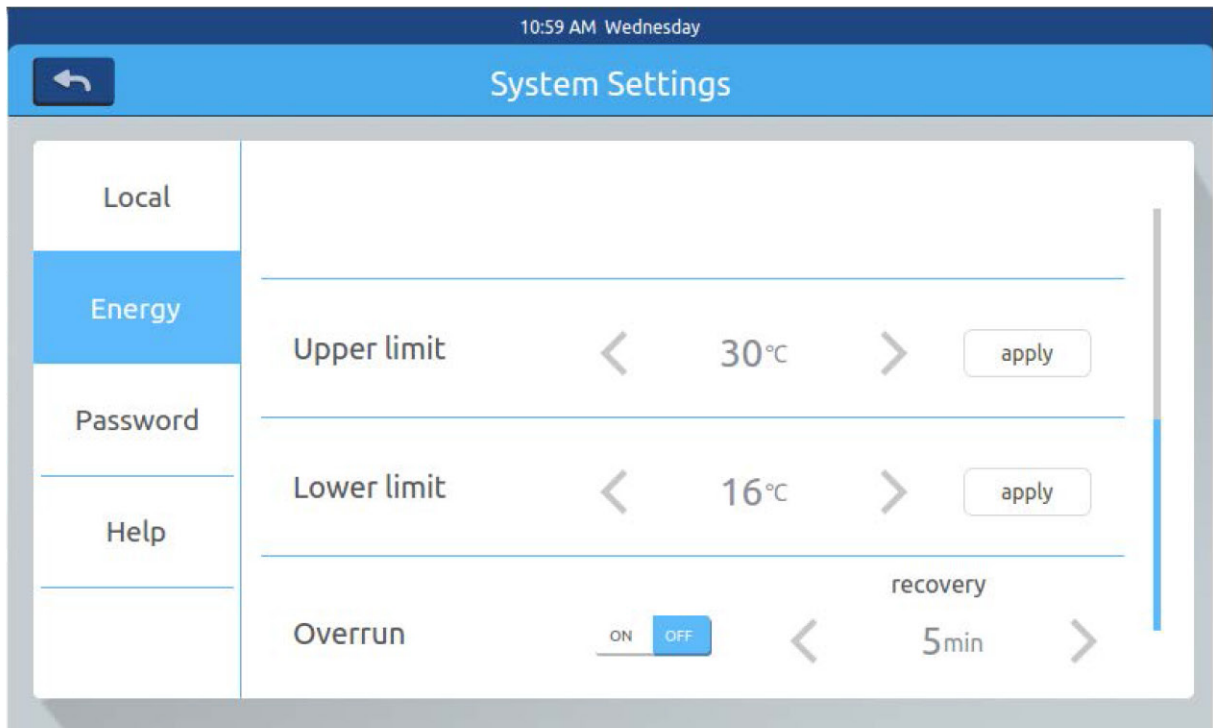 10:59 AM Wednesday
System Settings
Local
Energy
Password
Help
Upper limit 30°C apply
Lower limit 16°C apply
recovery
Overrun ON OFF 5min